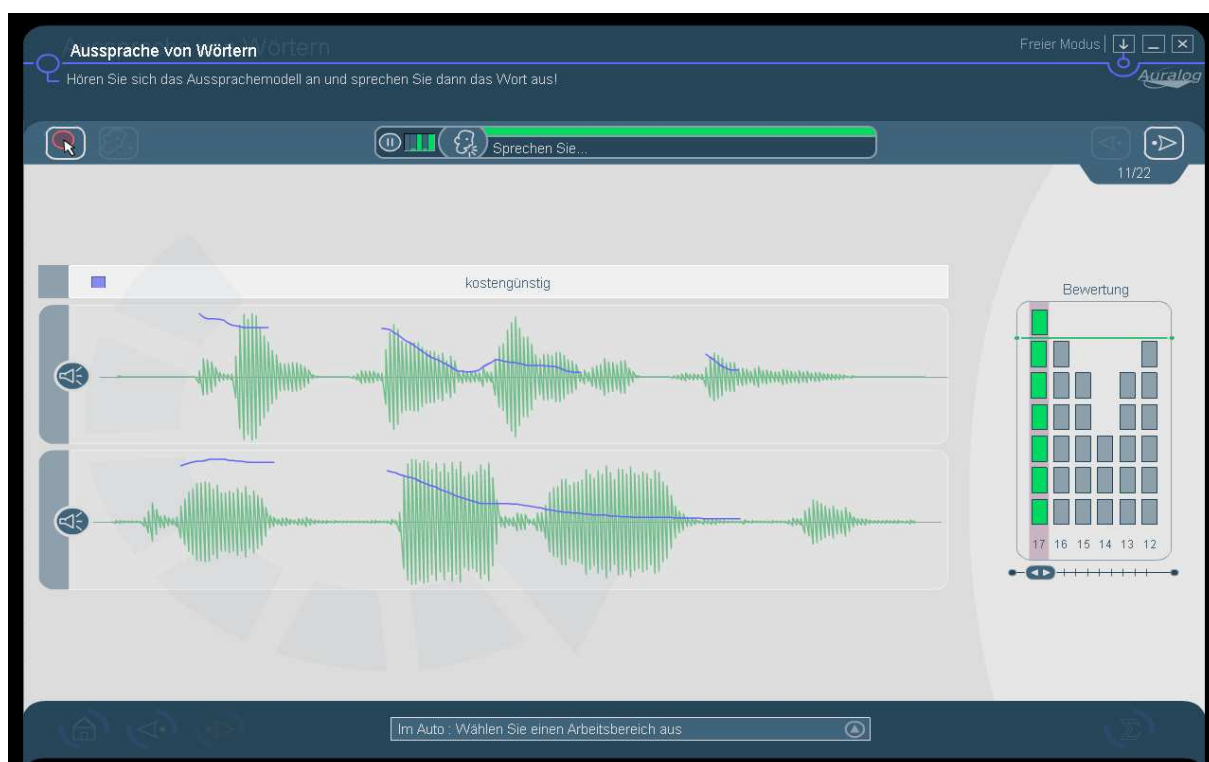 Aussprache von Wörtern
Freier Modus
Hören Sie sich das Aussprachemodell an und sprechen Sie dann das Wort aus!
Auralog
Sprechen Sie...
11/22
kostengünstig
Bewertung
17 16 15 14 13 12
Im Auto : Wählen Sie einen Arbeitsbereich aus